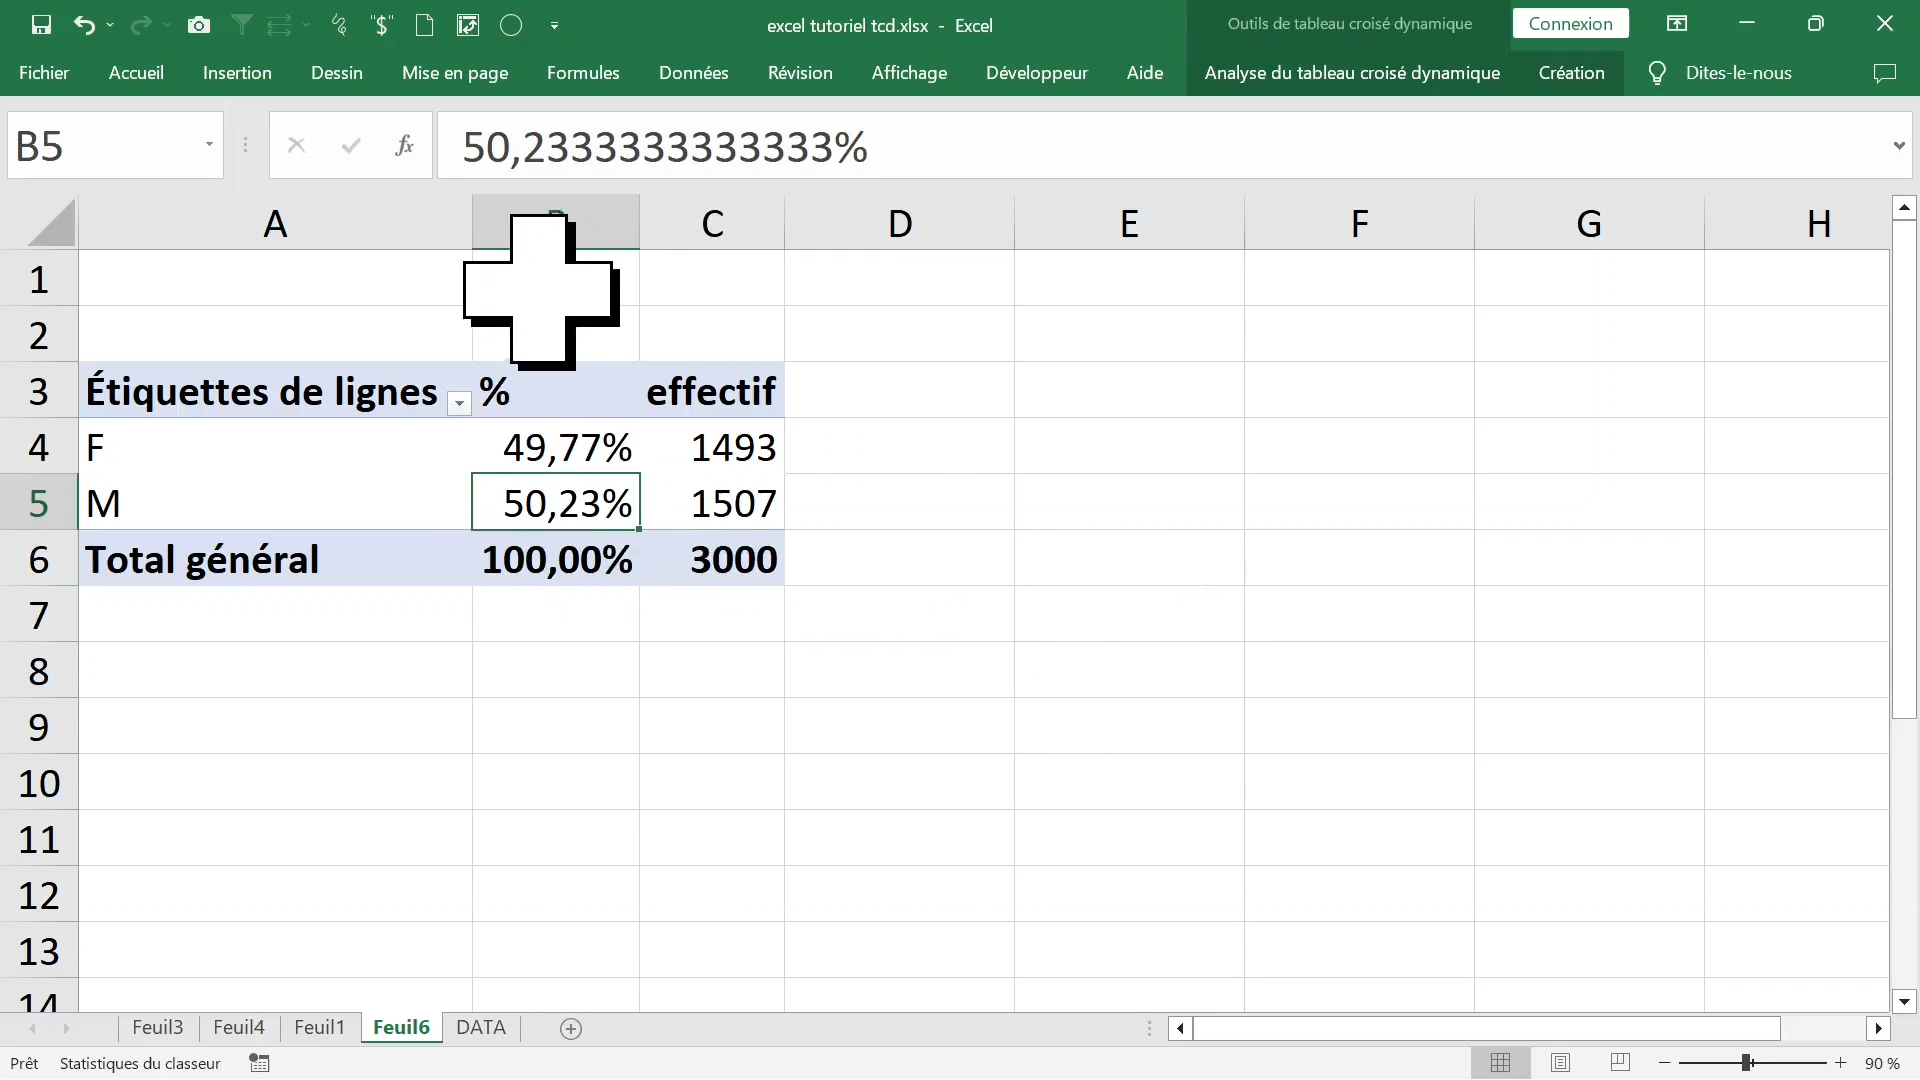 "$"
excel tutoriel tcd.xlsx - Excel
Outils de tableau croisé dynamique
Connexion
Fichier Accueil Insertion Dessin Mise en page Formules Données Révision Affichage Développeur Aide Analyse du tableau croisé dynamique Création Dites-le-nous
B5 fx 50,2333333333333%
A C D E F G H
1
2
3 Étiquettes de lignes % effectif
4 F 49,77% 1493
5 M 50,23% 1507
6 Total général 100,00% 3000
7
8
9
10
11
12
13
14
Feuil3 Feuil4 Feuil1 Feuil6 DATA
Prêt Statistiques du classeur 90 %